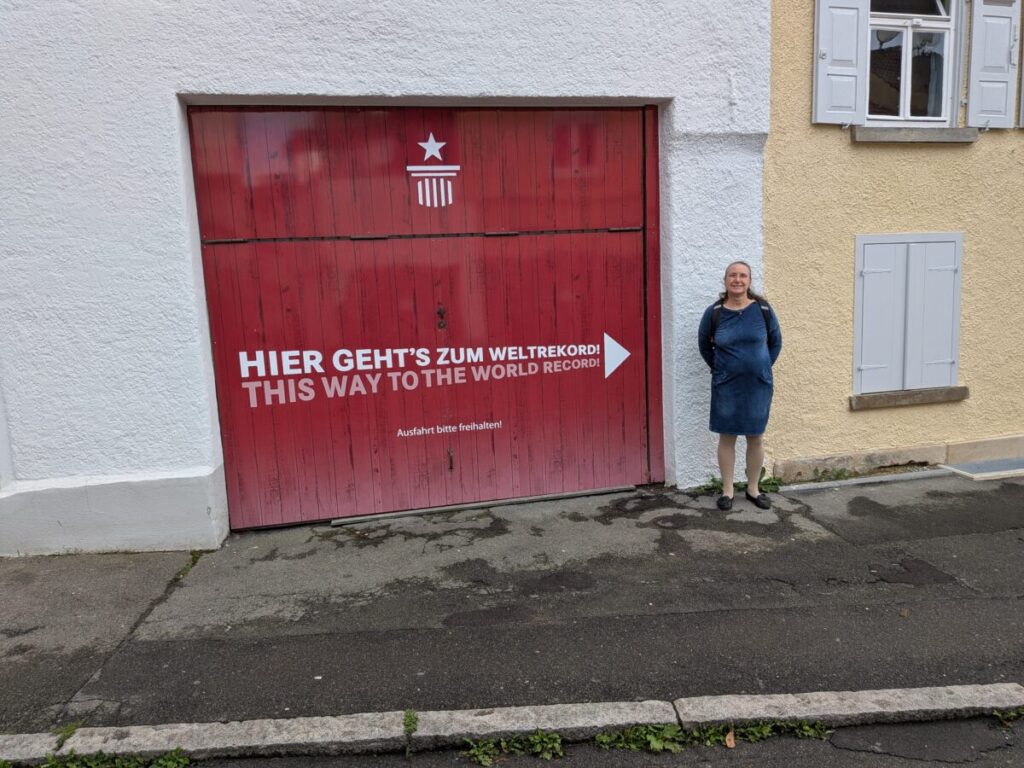 HIER GEHT'S ZUM WELTREKORD!
THIS WAY TO THE WORLD RECORD!
Ausfahrt bitte freihalten!